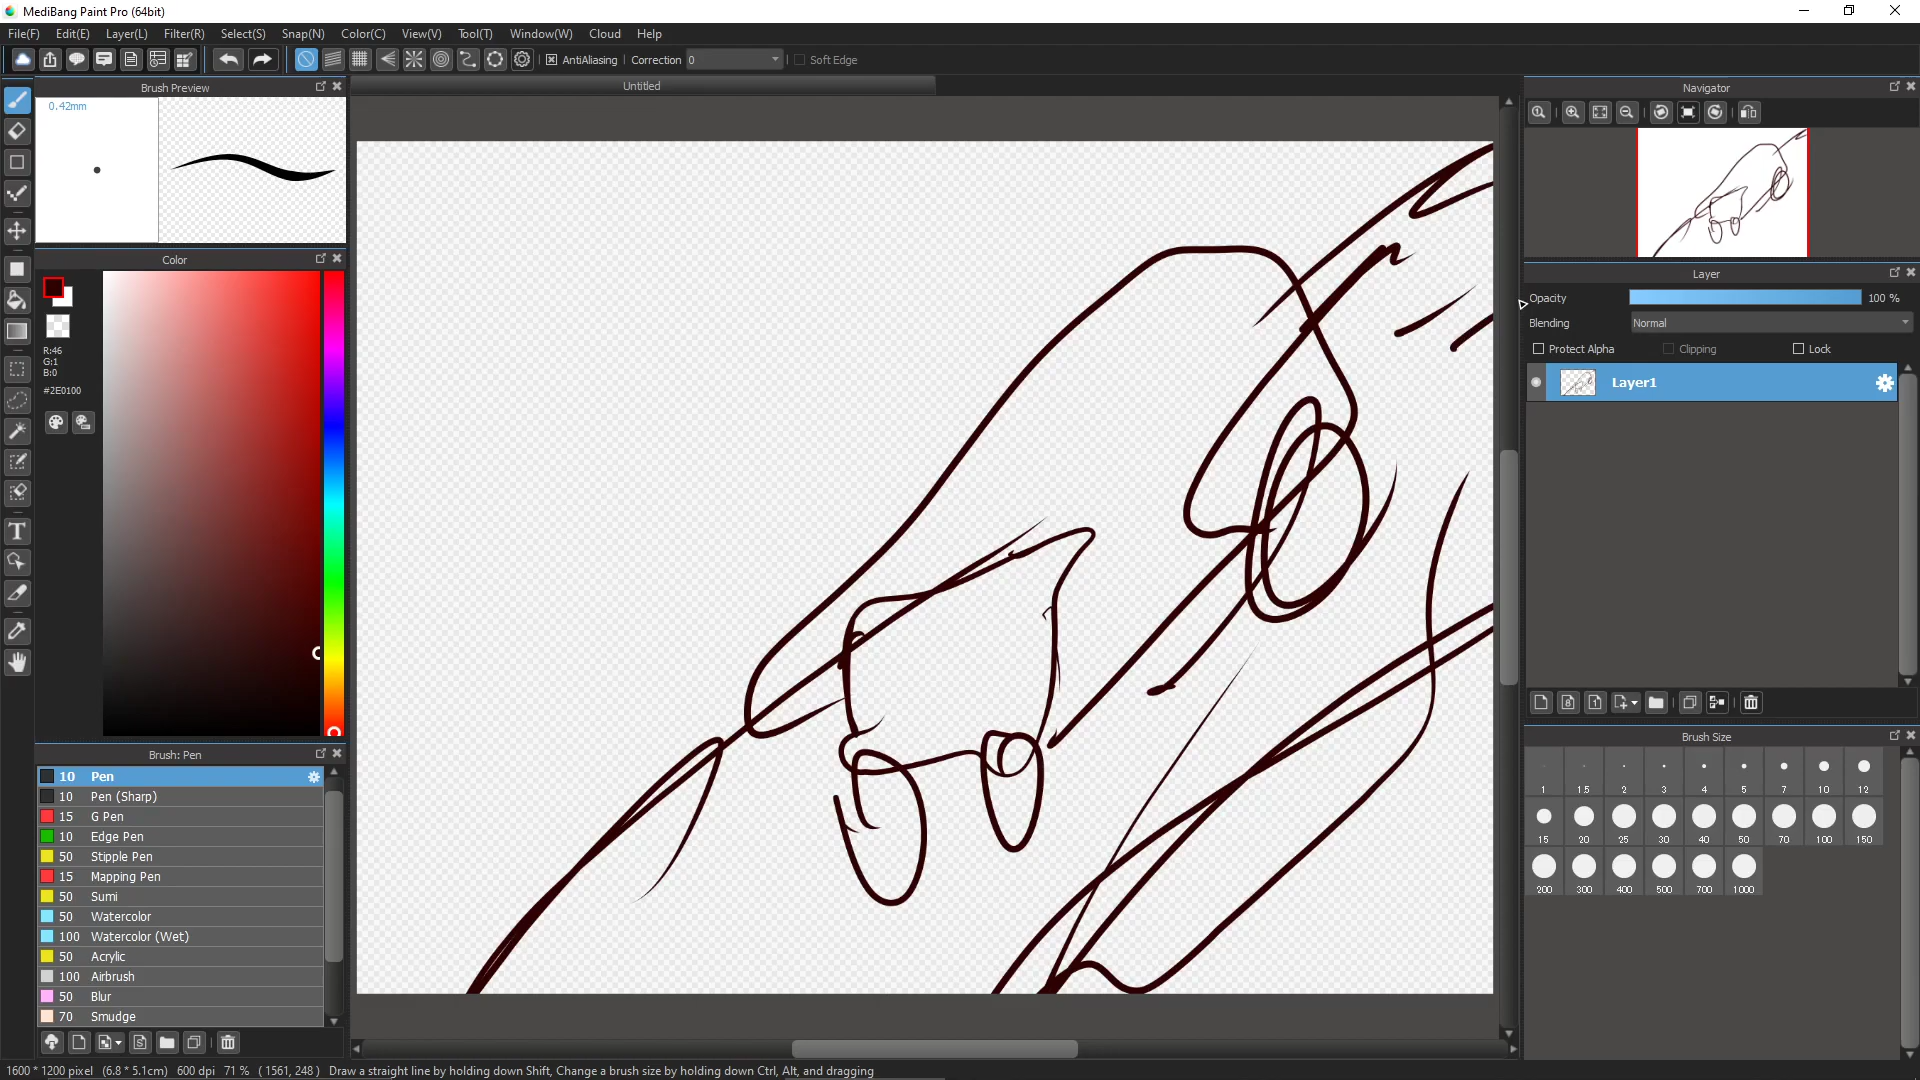 MediBang Paint Pro (64bit)
File(F) Edit(E) Layer(L) Filter(R) Select(S) Snap(N) Color(C) View(V) Tool(T) Window(W) Cloud Help
AntiAliasing Correction 0 Soft Edge
Brush Preview
Untitled
Navigator
0.42mm
Color
R:46
G:1
B:0
#2E0100
Layer
Opacity 100 %
Blending Normal
Protect Alpha Clipping Lock
Layer1
Brush: Pen
10 Pen
10 Pen (Sharp)
15 G Pen
10 Edge Pen
50 Stipple Pen
15 Mapping Pen
50 Sumi
50 Watercolor
100 Watercolor (Wet)
50 Acrylic
100 Airbrush
50 Blur
70 Smudge
Brush Size
1 1.5 2 3 4 5 7 10 12
15 20 25 30 40 50 70 100 150
200 300 400 500 700 1000
1600 * 1200 pixel (6.8 * 5.1cm) 600 dpi 71 % ( 1561, 248 ) Draw a straight line by holding down Shift, Change a brush size by holding down Ctrl, Alt, and dragging